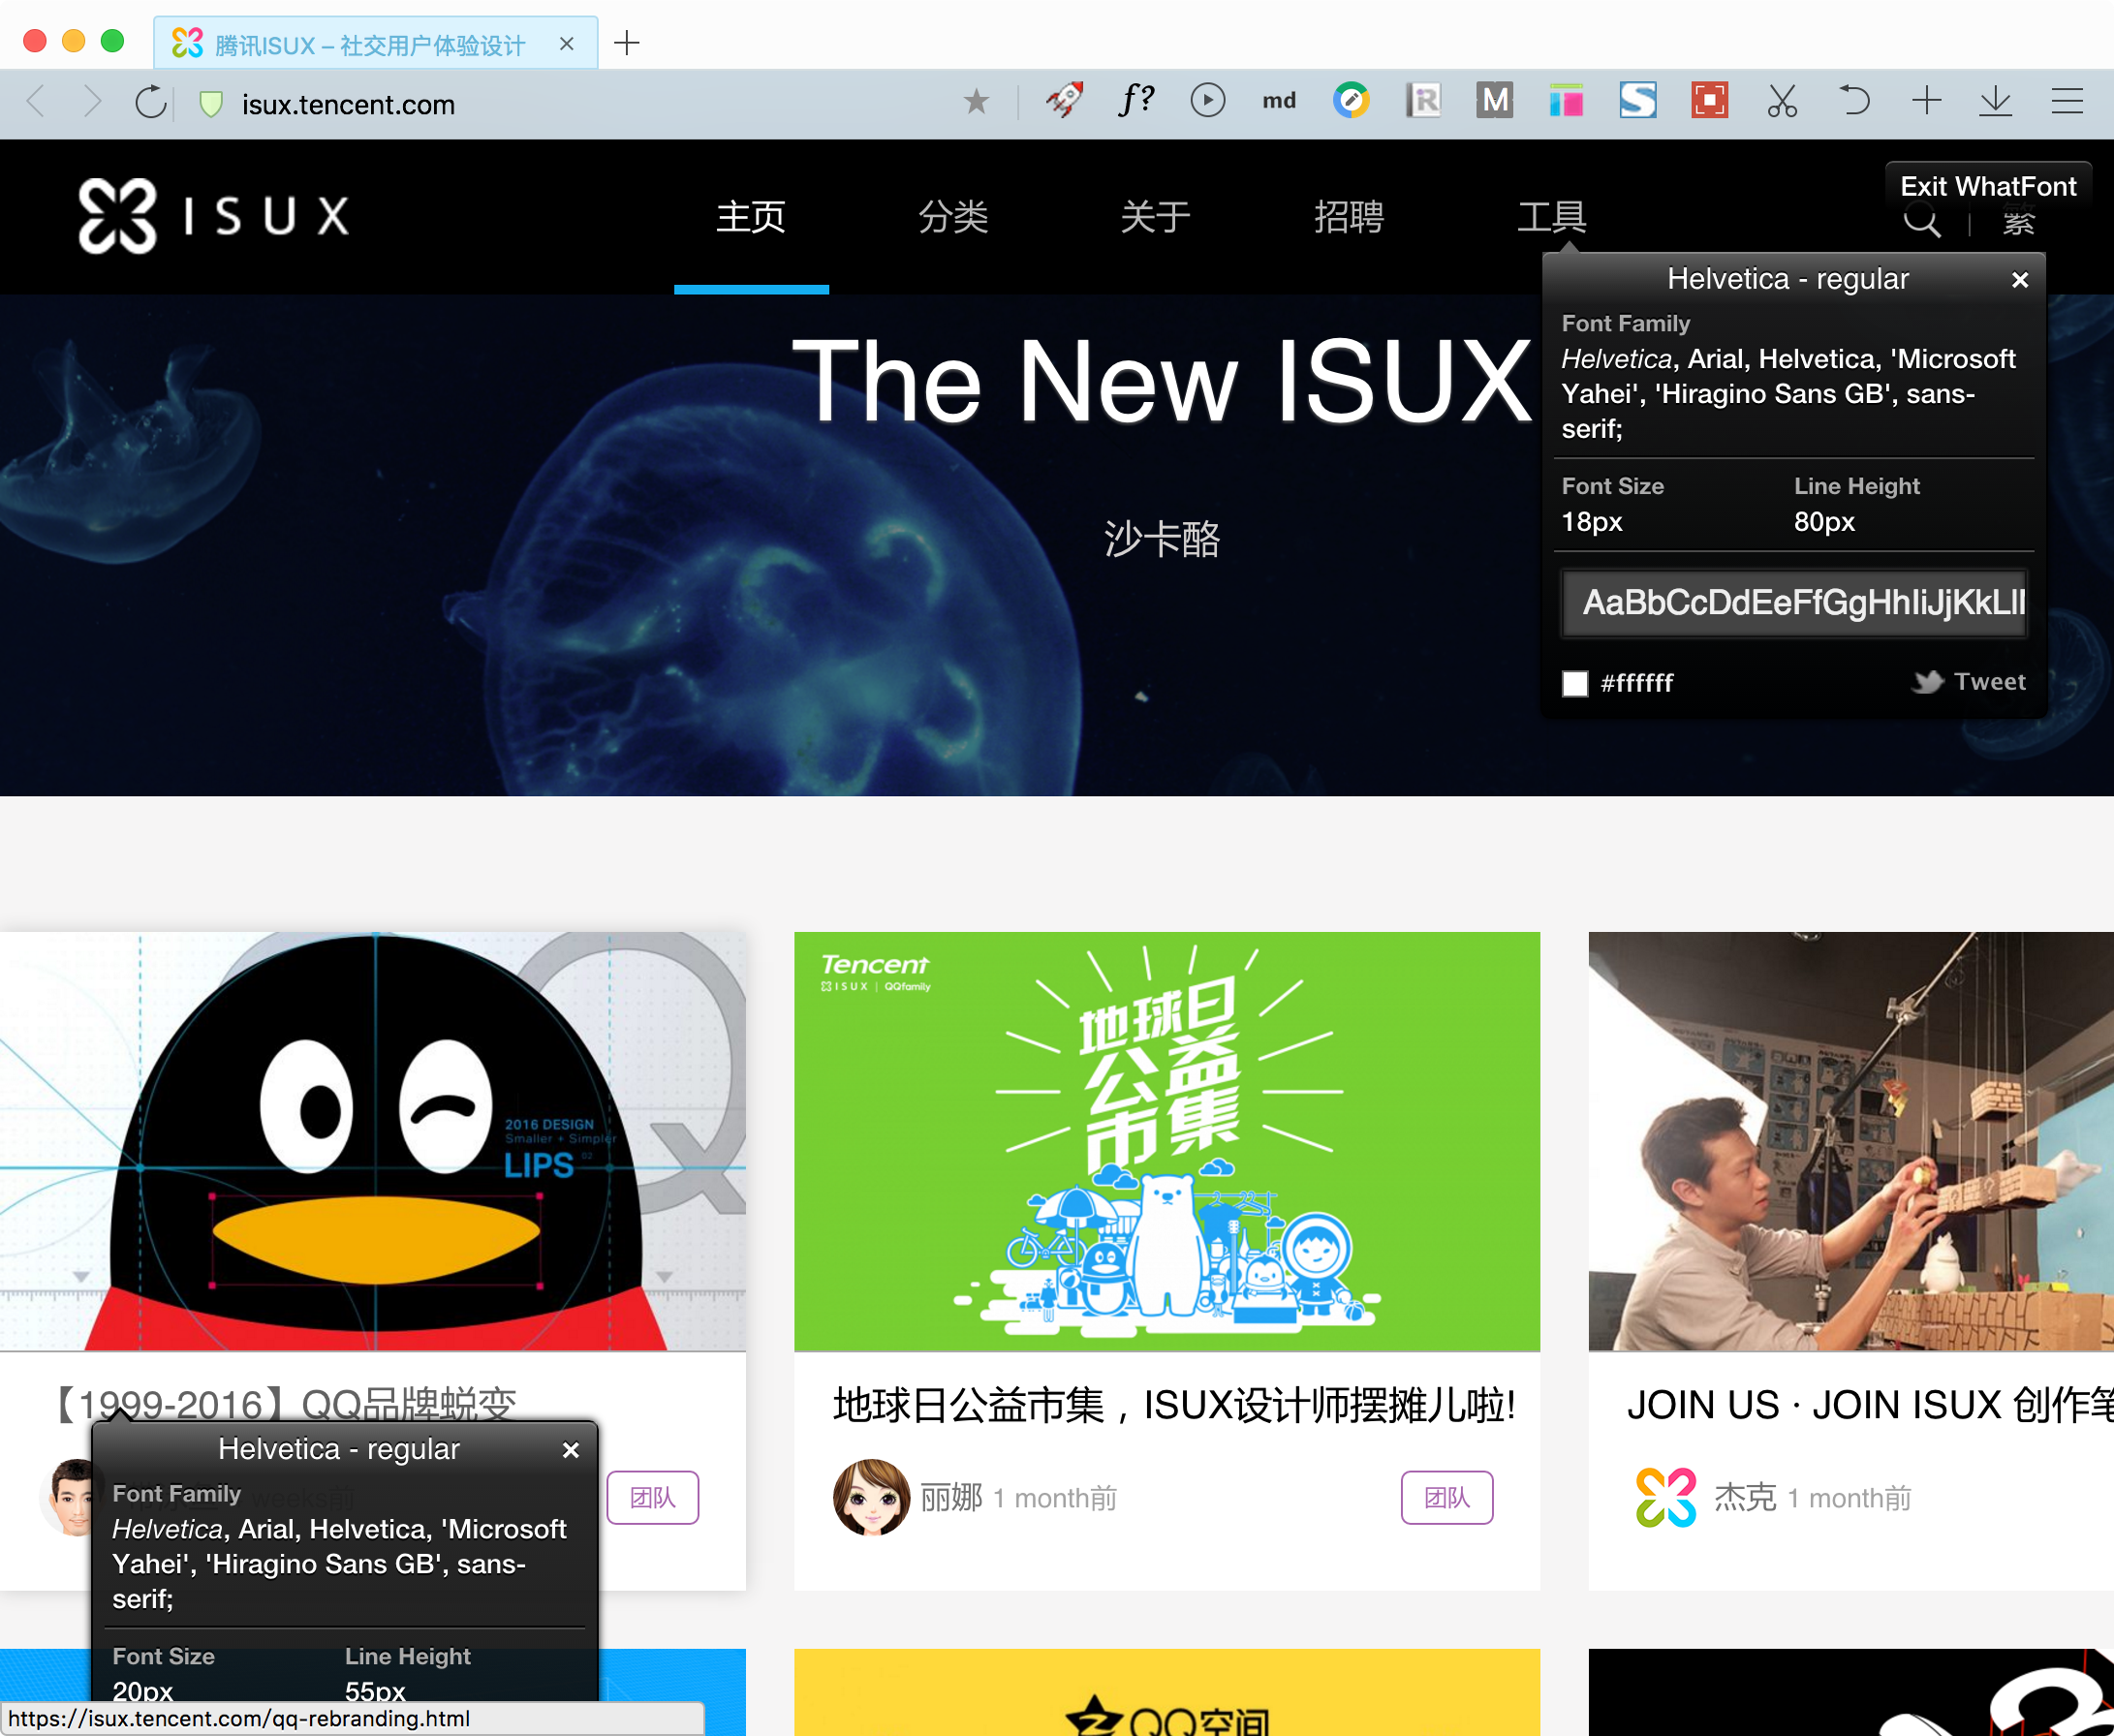 腾讯ISUX – 社交用户体验设计
isux.tencent.com
f?
md
R
M
S
Exit WhatFont
ISUX
主页
分类
关于
招聘
工具
繁
The New ISUX
沙卡酪
Helvetica - regular
Font Family
Helvetica, Arial, Helvetica, 'Microsoft
Yahei', 'Hiragino Sans GB', sans-
serif;
Font Size
Line Height
18px
80px
AaBbCcDdEeFfGgHhIiJjKkLl
#ffffff
Tweet
2016 DESIGN
Smaller + Simpler
LIPS 02
Tencent
ISUX | QQfamily
地球日
公益
市集
【1999-2016】QQ品牌蜕变
地球日公益市集，ISUX设计师摆摊儿啦!
JOIN US · JOIN ISUX 创作笔
weeks前
团队
丽娜 1 month前
团队
杰克 1 month前
Helvetica - regular
Font Family
Helvetica, Arial, Helvetica, 'Microsoft
Yahei', 'Hiragino Sans GB', sans-
serif;
Font Size
Line Height
20px
55px
QQ空间
https://isux.tencent.com/qq-rebranding.html